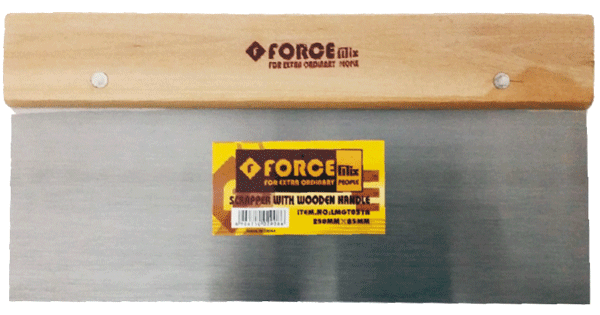 FORCE Mix
FOR EXTRA ORDINARY PEOPLE
FORCE Mix
FOR EXTRA ORDINARY PEOPLE
SCRAPPER WITH WOODEN HANDLE
250MM×85MM